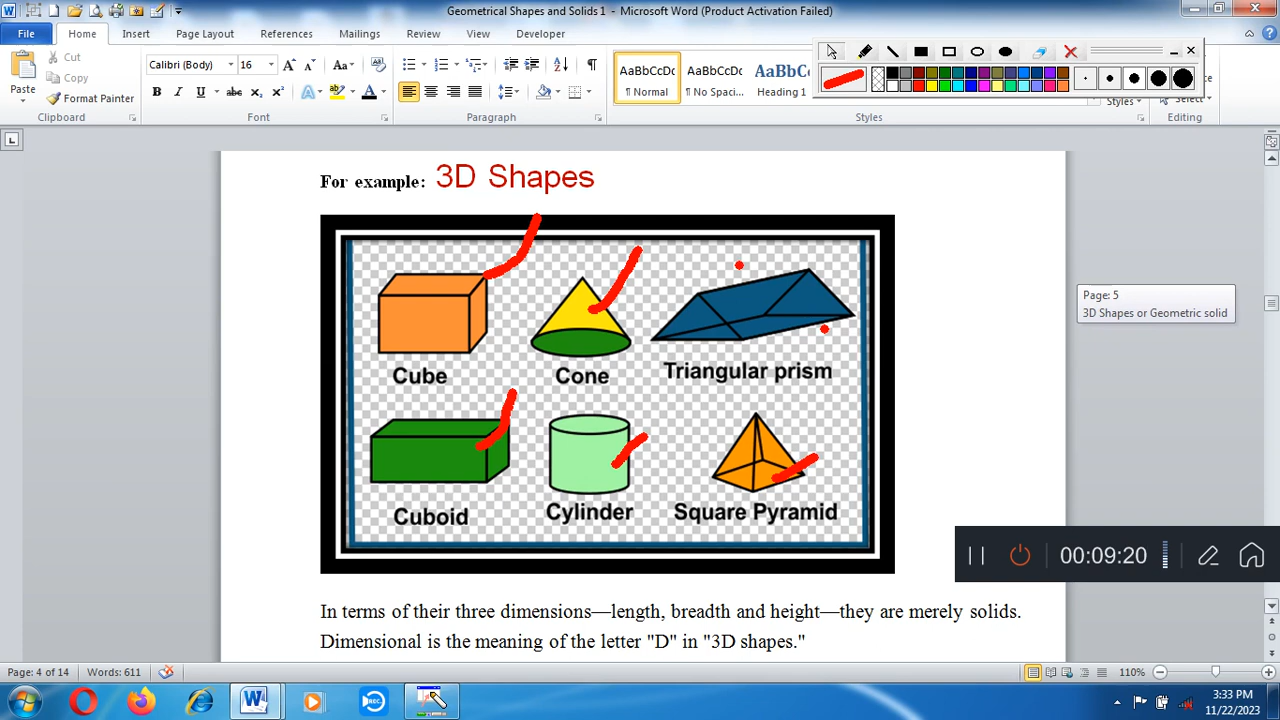 Geometrical Shapes and Solids 1 - Microsoft Word (Product Activation Failed)
File Home Insert Page Layout References Mailings Review View Developer
Paste
Cut
Copy
Format Painter
Clipboard
Calibri (Body) 16
Font
Paragraph
AaBbCcDc AaBbCcDc AaBbC
¶ Normal ¶ No Spaci... Heading 1
Styles
Styles
Select
Editing
For example: 3D Shapes
Cube Cone Triangular prism
Cuboid Cylinder Square Pyramid
Page: 5
3D Shapes or Geometric solid
00:09:20
In terms of their three dimensions—length, breadth and height—they are merely solids.
Dimensional is the meaning of the letter "D" in "3D shapes."
Page: 4 of 14 Words: 611 110%
REC
3:33 PM
11/22/2023